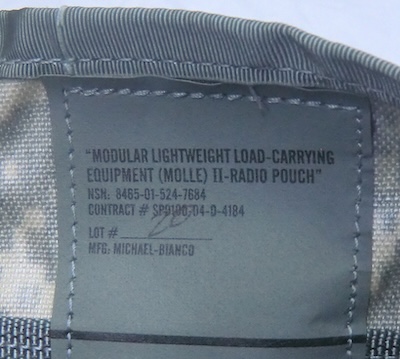 "MODULAR LIGHTWEIGHT LOAD-CARRYING
EQUIPMENT (MOLLE) II-RADIO POUCH"
NSN: 8465-01-524-7684
CONTRACT # SP0100-04-D-4184
LOT # 20
MFG: MICHAEL-BIANCO